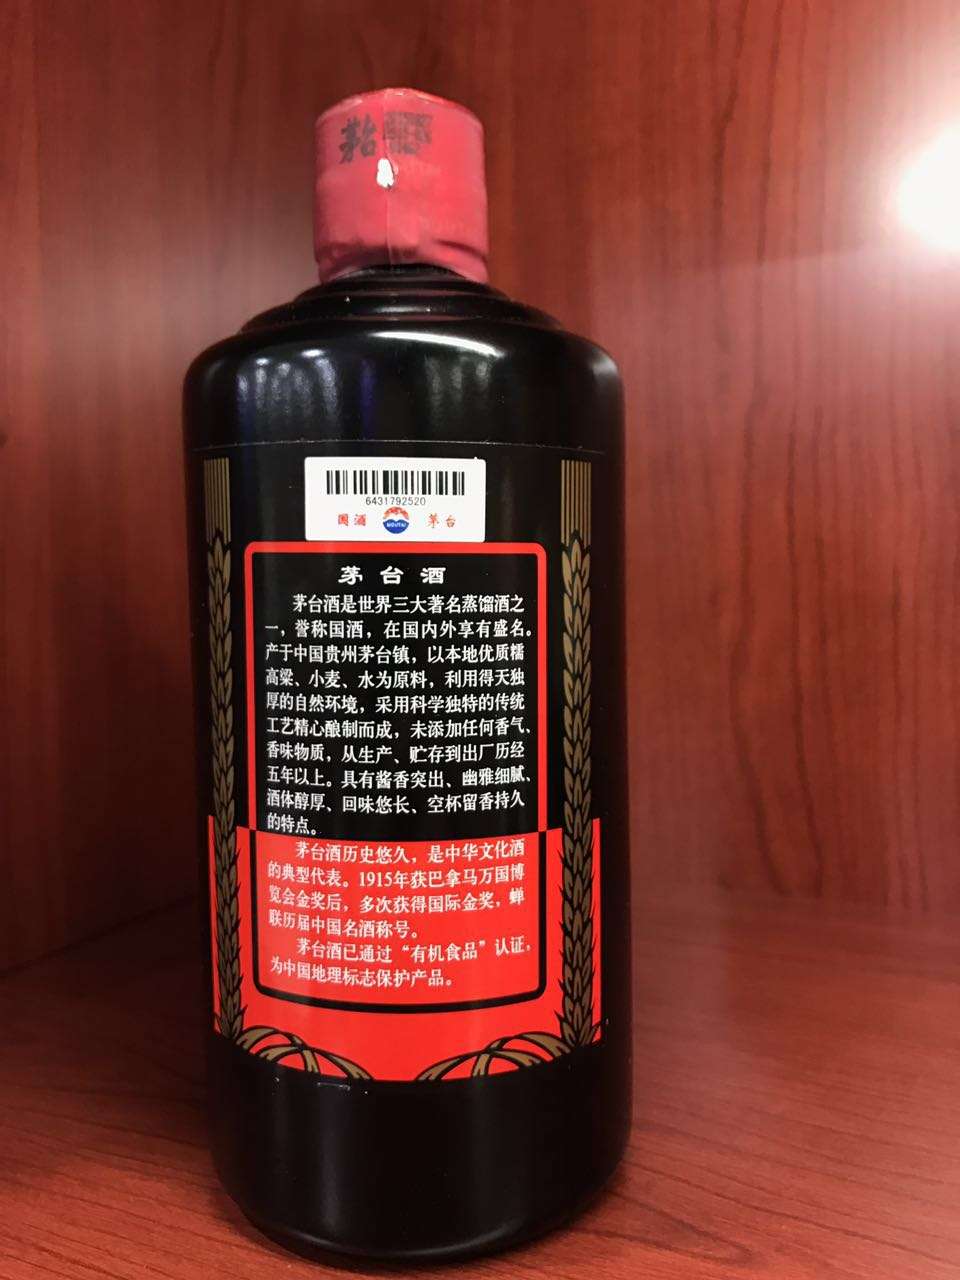 茅台
6431792520
国酒 MOUTAI 茅台
茅台酒
茅台酒是世界三大著名蒸馏酒之
一，誉称国酒，在国内外享有盛名。
产于中国贵州茅台镇，以本地优质糯
高粱、小麦、水为原料，利用得天独
厚的自然环境，采用科学独特的传统
工艺精心酿制而成，未添加任何香气、
香味物质，从生产、贮存到出厂历经
五年以上。具有酱香突出、幽雅细腻、
酒体醇厚、回味悠长、空杯留香持久
的特点。
茅台酒历史悠久，是中华文化酒
的典型代表。1915年获巴拿马万国博
览会金奖后，多次获得国际金奖，蝉
联历届中国名酒称号。
茅台酒已通过“有机食品”认证，
为中国地理标志保护产品。